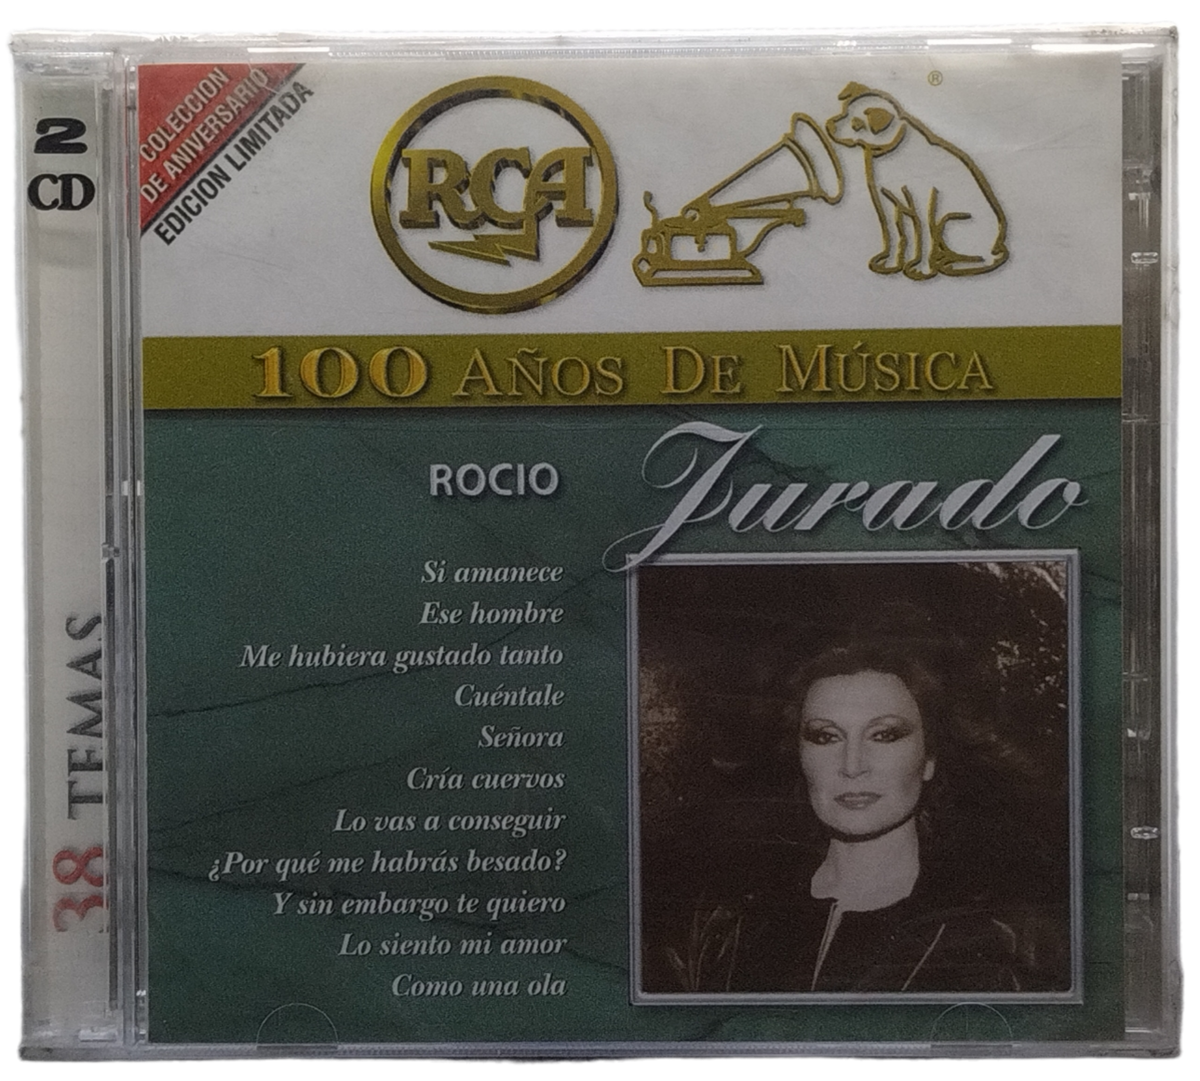 2
CD
38 TEMAS
COLECCION
DE ANIVERSARIO
EDICION LIMITADA
RCA
®
100 AÑOS DE MÚSICA
ROCIO Jurado
Si amanece
Ese hombre
Me hubiera gustado tanto
Cuéntale
Señora
Cría cuervos
Lo vas a conseguir
¿Por qué me habrás besado?
Y sin embargo te quiero
Lo siento mi amor
Como una ola